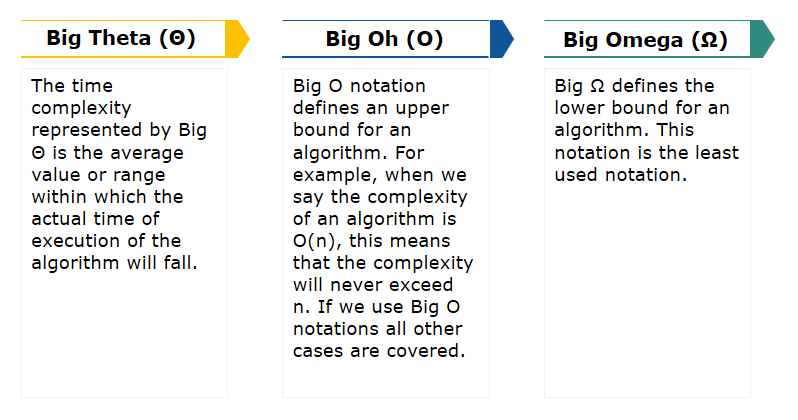 Big Theta (Θ)
The time
complexity
represented by Big
Θ is the average
value or range
within which the
actual time of
execution of the
algorithm will fall.
Big Oh (O)
Big O notation
defines an upper
bound for an
algorithm. For
example, when we
say the complexity
of an algorithm is
O(n), this means
that the complexity
will never exceed
n. If we use Big O
notations all other
cases are covered.
Big Omega (Ω)
Big Ω defines the
lower bound for an
algorithm. This
notation is the least
used notation.